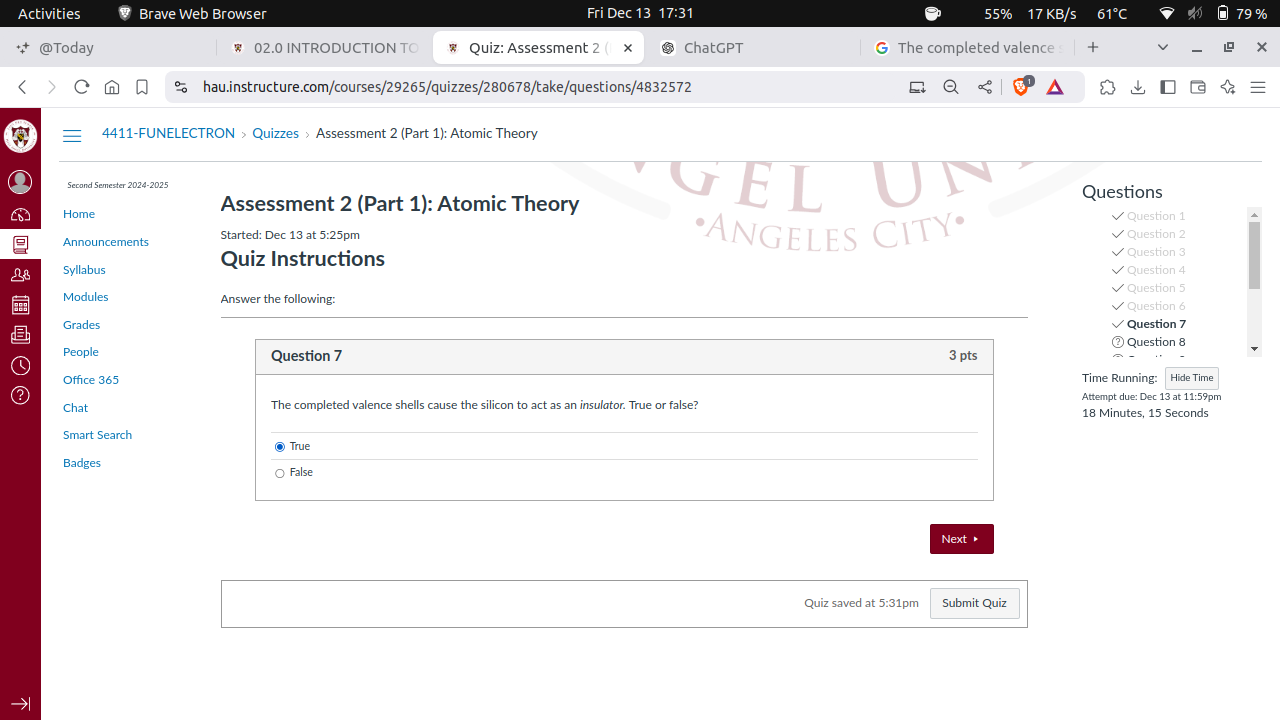 Activities
Brave Web Browser
Fri Dec 13 17:31
55%
17 KB/s
61°C
79 %
@Today
02.0 INTRODUCTION TO
Quiz: Assessment 2 (
ChatGPT
The completed valence s
hau.instructure.com/courses/29265/quizzes/280678/take/questions/4832572
1
4411-FUNELECTRON › Quizzes › Assessment 2 (Part 1): Atomic Theory
NGEL UNI
•ANGELES CITY•
Second Semester 2024-2025
Home
Announcements
Syllabus
Modules
Grades
People
Office 365
Chat
Smart Search
Badges
Assessment 2 (Part 1): Atomic Theory
Started: Dec 13 at 5:25pm
Quiz Instructions
Answer the following:
Question 7
3 pts
The completed valence shells cause the silicon to act as an insulator. True or false?
True
False
Next
Quiz saved at 5:31pm
Submit Quiz
Questions
Question 1
Question 2
Question 3
Question 4
Question 5
Question 6
Question 7
Question 8
Time Running:
Hide Time
Attempt due: Dec 13 at 11:59pm
18 Minutes, 15 Seconds